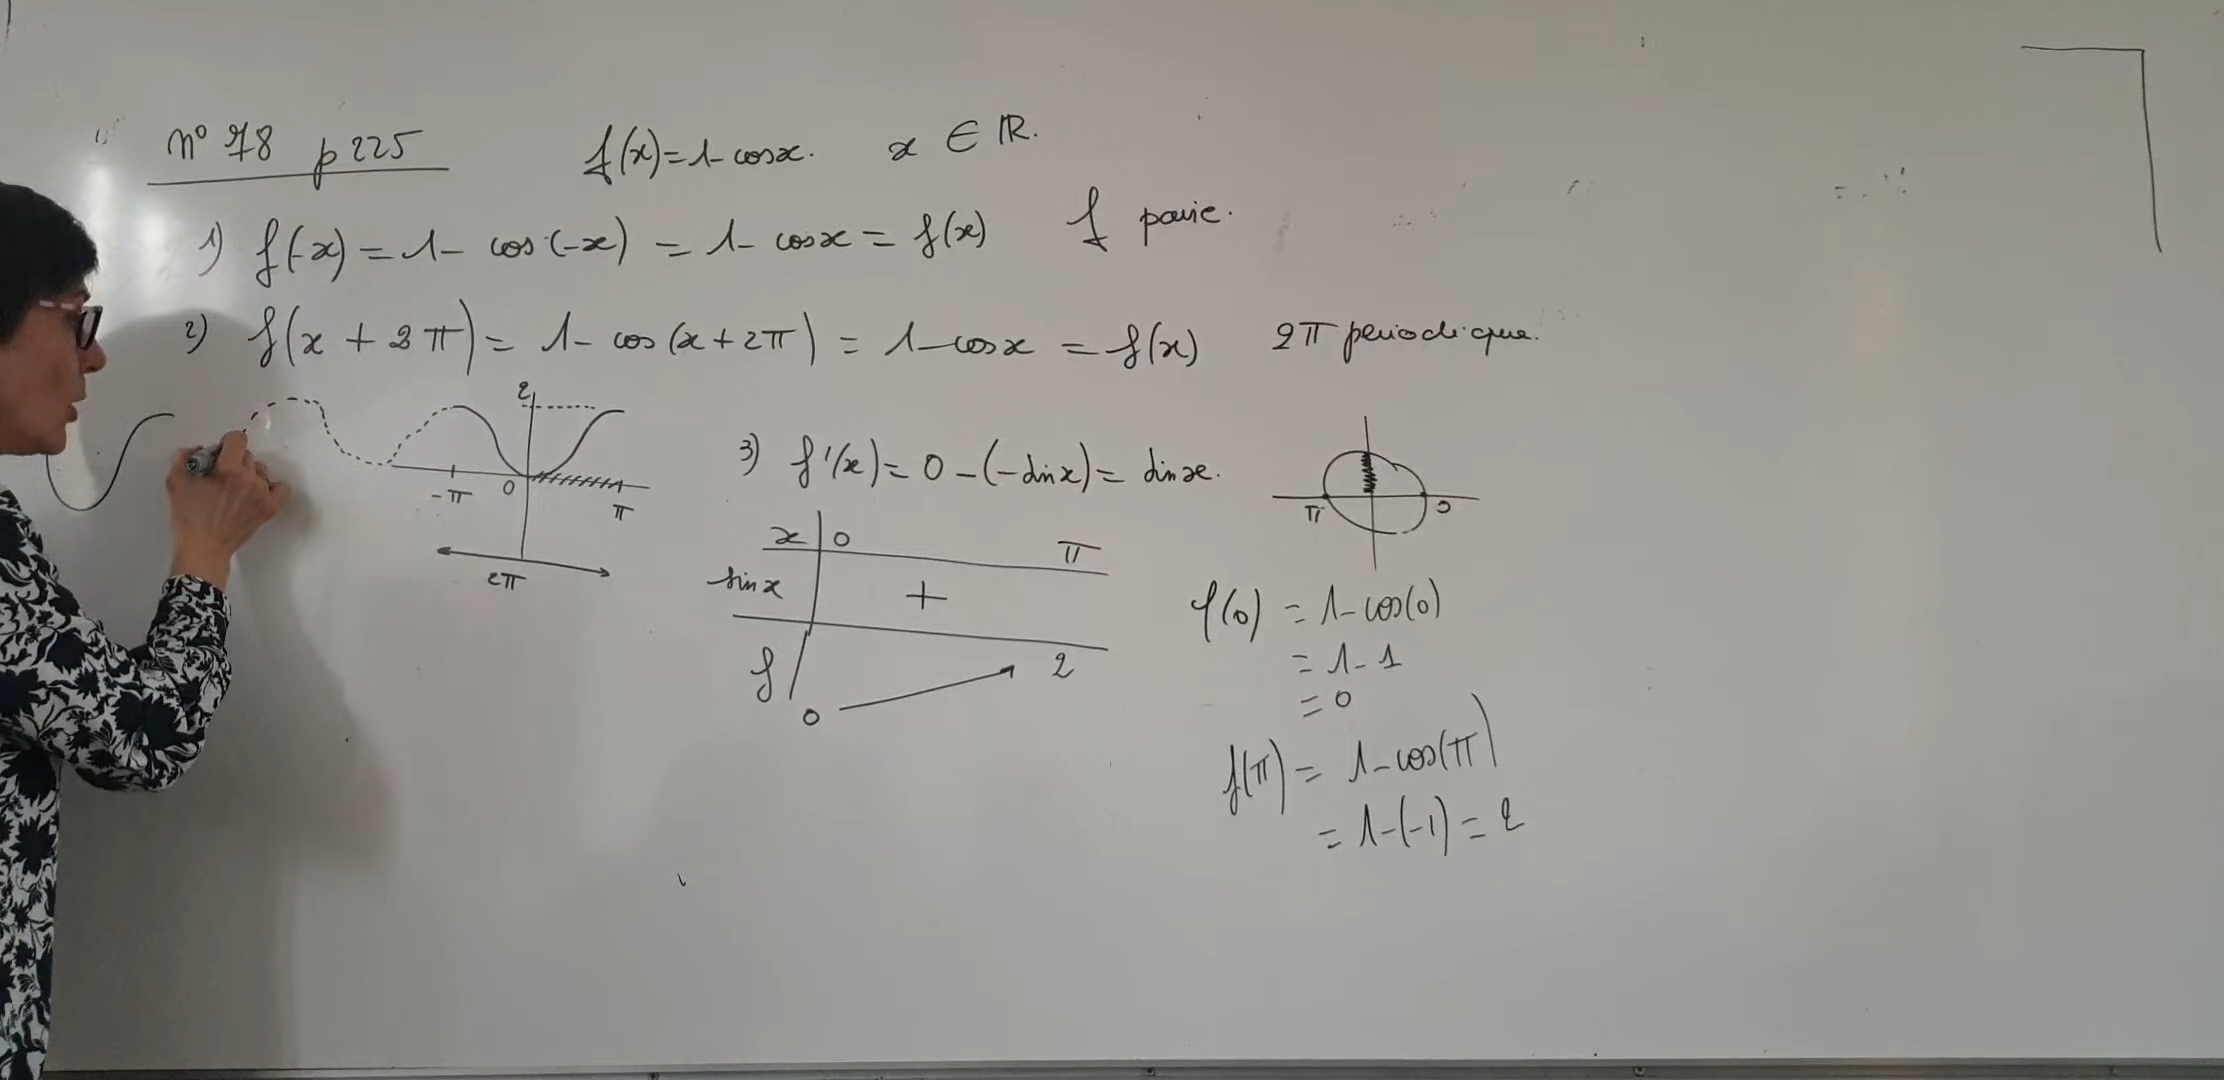 n° 78 p 225 f(x) = 1 - cos x. x ∈ ℝ.
1) f(-x) = 1 - cos(-x) = 1 - cos x = f(x) f paire.
2) f(x + 2π) = 1 - cos(x + 2π) = 1 - cos x = f(x) 2π periodique.
2
-π 0 π
2π
3) f'(x) = 0 - (-sin x) = sin x.
x 0 π
sin x +
f 0 2
π 0
f(0) = 1 - cos(0)
= 1 - 1
= 0
f(π) = 1 - cos(π)
= 1 - (-1) = 2